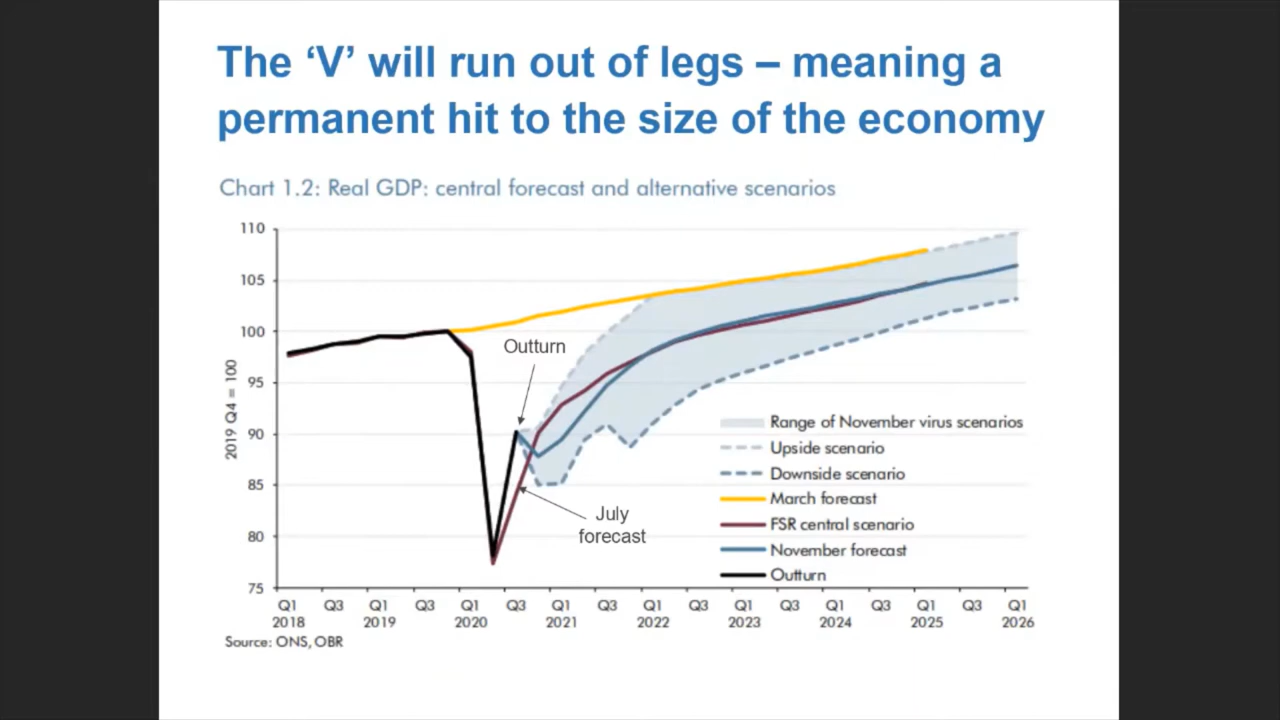 The ‘V’ will run out of legs – meaning a
permanent hit to the size of the economy
Chart 1.2: Real GDP: central forecast and alternative scenarios
110
105
100
95
90
85
80
75
2019 Q4 = 100
Outturn
July
forecast
Range of November virus scenarios
Upside scenario
Downside scenario
March forecast
FSR central scenario
November forecast
Outturn
Q1 Q3 Q1 Q3 Q1 Q3 Q1 Q3 Q1 Q3 Q1 Q3 Q1 Q3 Q1 Q3 Q1
2018 2019 2020 2021 2022 2023 2024 2025 2026
Source: ONS, OBR